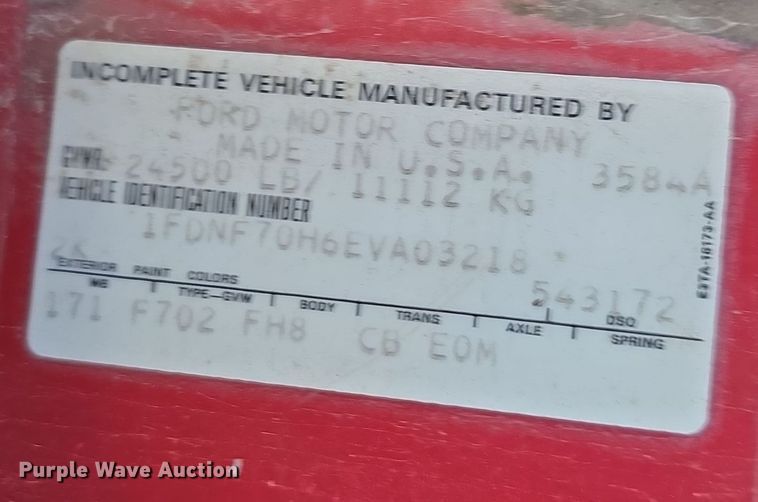 INCOMPLETE VEHICLE MANUFACTURED BY
FORD MOTOR COMPANY
MADE IN U.S.A.
GVWR: 24500 LB/ 11112 KG 3584A
VEHICLE IDENTIFICATION NUMBER
1FDNF70H6EVA03218
2K 543172
EXTERIOR PAINT COLORS DSO
WB TYPE-GVW BODY TRANS AXLE SPRING
171 F702 FH8 CB E0M
E3TA-16173-AA
Purple Wave Auction